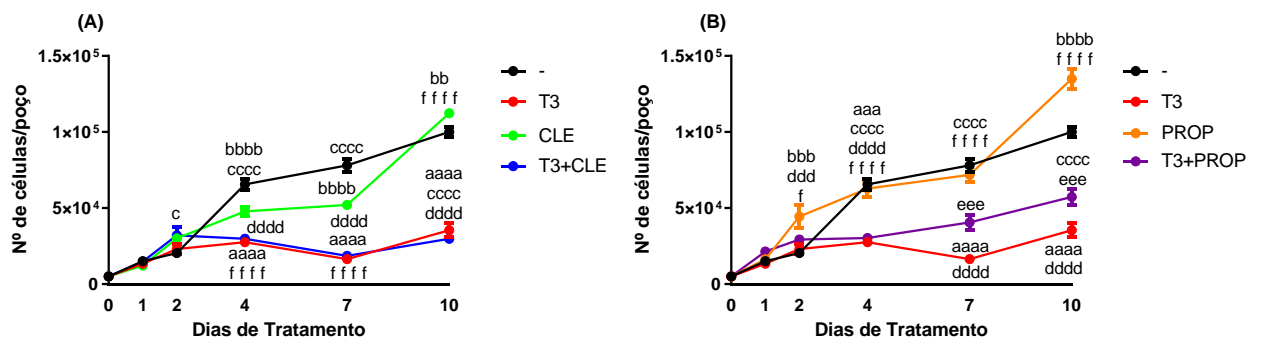 (A)
Nº de células/poço
1.5×10⁵
1×10⁵
5×10⁴
0
bb
f f f f
bbbb
cccc
cccc
c
bbbb
dddd
aaaa
f f f f
dddd
aaaa
f f f f
aaaa
cccc
dddd
0 1 2 4 7 10
Dias de Tratamento
-
T3
CLE
T3+CLE
(B)
Nº de células/poço
1.5×10⁵
1×10⁵
5×10⁴
0
bbb
ddd
f
aaa
cccc
dddd
f f f f
cccc
f f f f
bbbb
f f f f
cccc
eee
eee
aaaa
dddd
aaaa
dddd
0 1 2 4 7 10
Dias de Tratamento
-
T3
PROP
T3+PROP